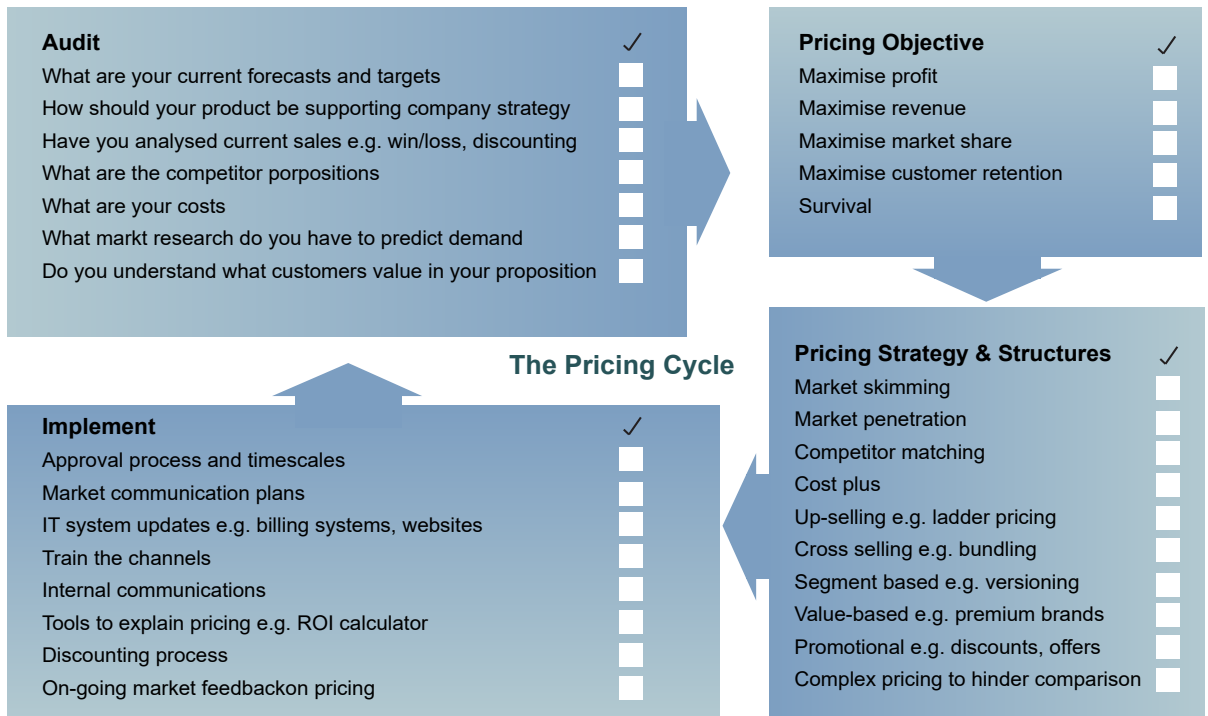 Audit ✓
What are your current forecasts and targets
How should your product be supporting company strategy
Have you analysed current sales e.g. win/loss, discounting
What are the competitor porpositions
What are your costs
What markt research do you have to predict demand
Do you understand what customers value in your proposition
Pricing Objective ✓
Maximise profit
Maximise revenue
Maximise market share
Maximise customer retention
Survival
The Pricing Cycle
Pricing Strategy & Structures ✓
Market skimming
Market penetration
Competitor matching
Cost plus
Up-selling e.g. ladder pricing
Cross selling e.g. bundling
Segment based e.g. versioning
Value-based e.g. premium brands
Promotional e.g. discounts, offers
Complex pricing to hinder comparison
Implement ✓
Approval process and timescales
Market communication plans
IT system updates e.g. billing systems, websites
Train the channels
Internal communications
Tools to explain pricing e.g. ROI calculator
Discounting process
On-going market feedbackon pricing